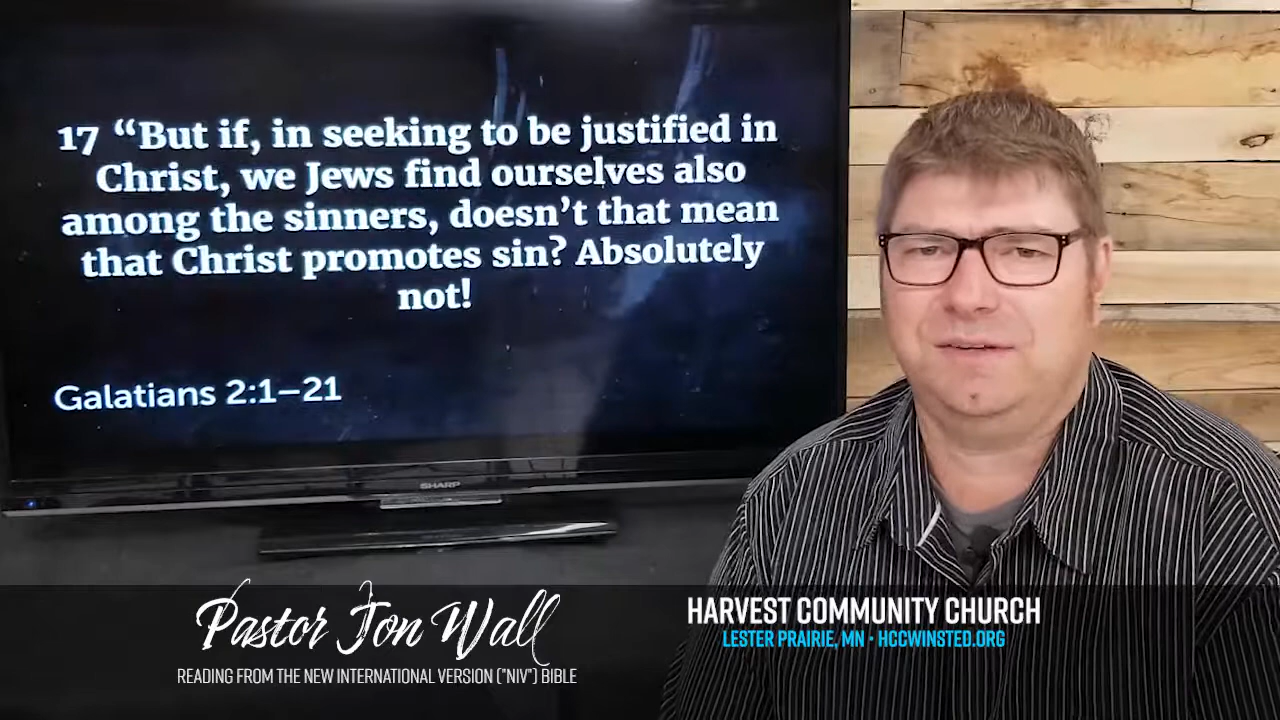 17 “But if, in seeking to be justified in
Christ, we Jews find ourselves also
among the sinners, doesn’t that mean
that Christ promotes sin? Absolutely
not!
Galatians 2:1–21
SHARP
Pastor Jon Wall
READING FROM THE NEW INTERNATIONAL VERSION ("NIV") BIBLE
HARVEST COMMUNITY CHURCH
LESTER PRAIRIE, MN • HCCWINSTED.ORG